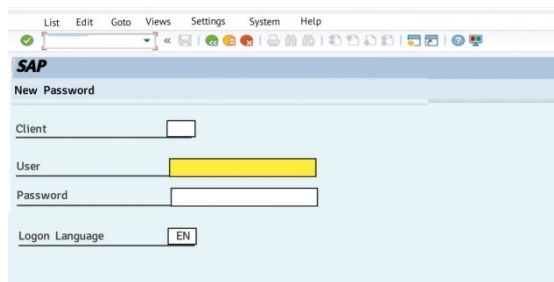 List Edit Goto Views Settings System Help
SAP
New Password
Client
User
Password
Logon Language EN